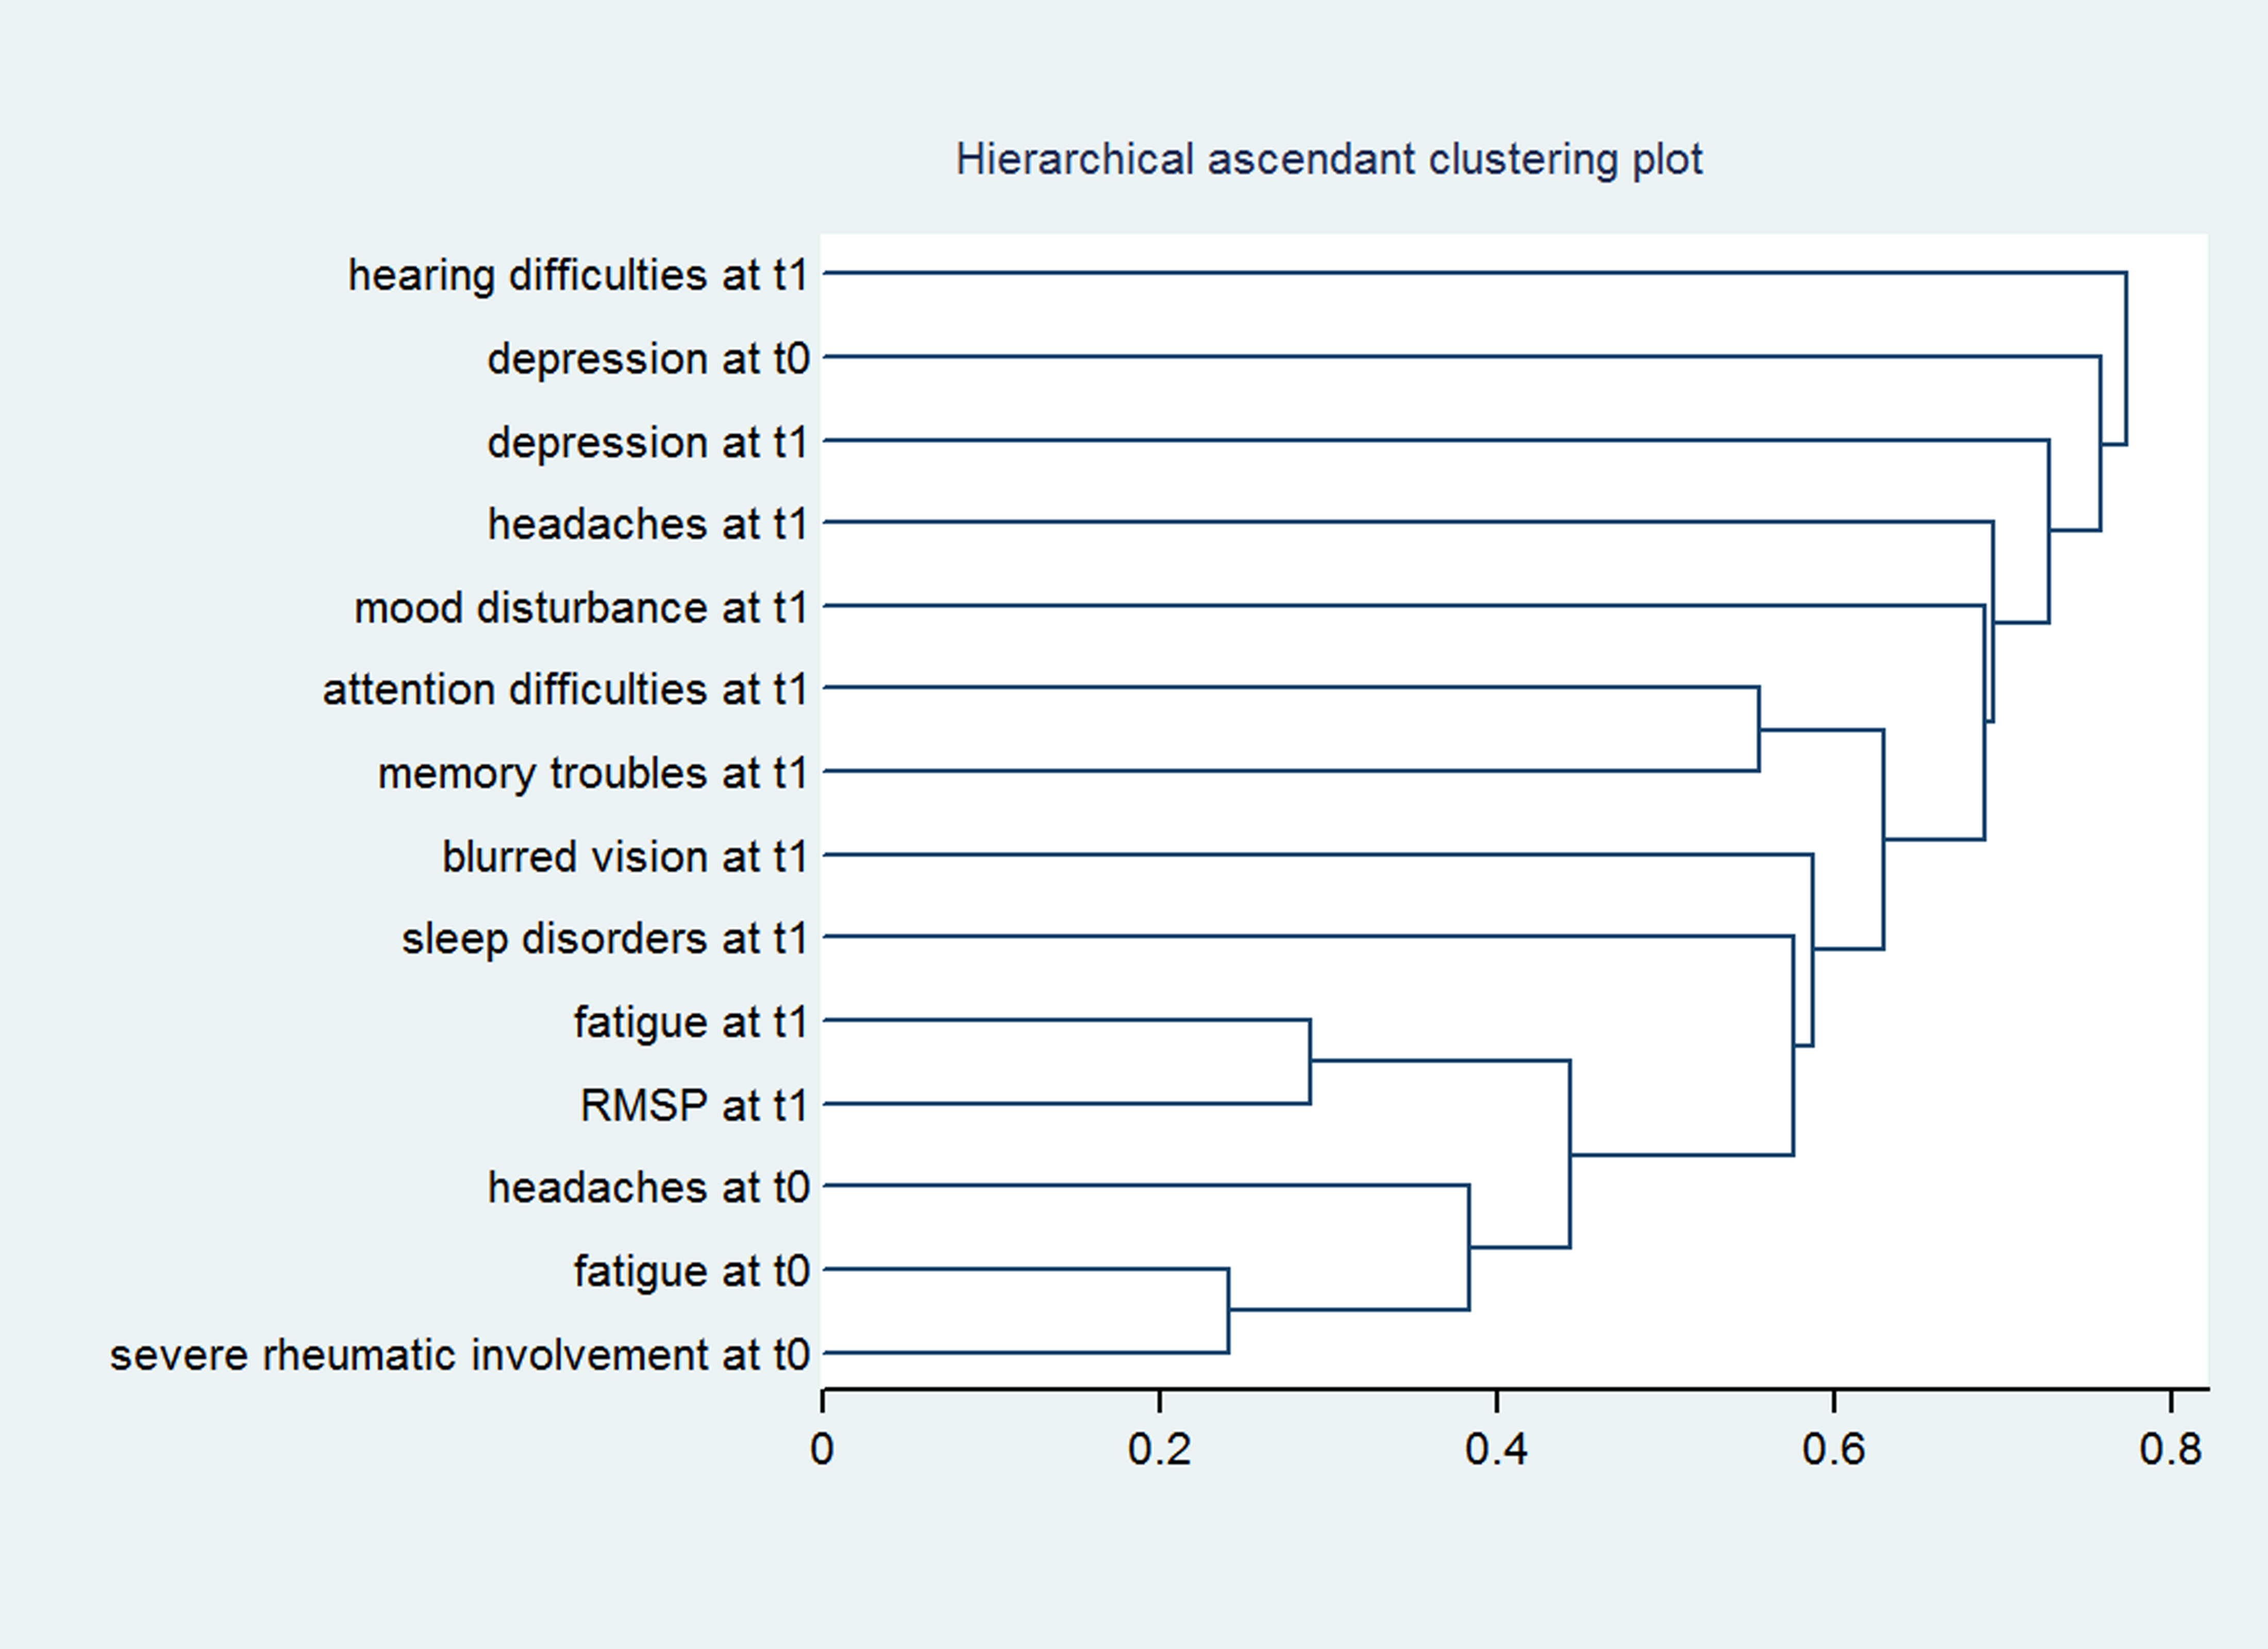 Hierarchical ascendant clustering plot
hearing difficulties at t1
depression at t0
depression at t1
headaches at t1
mood disturbance at t1
attention difficulties at t1
memory troubles at t1
blurred vision at t1
sleep disorders at t1
fatigue at t1
RMSP at t1
headaches at t0
fatigue at t0
severe rheumatic involvement at t0
0 0.2 0.4 0.6 0.8